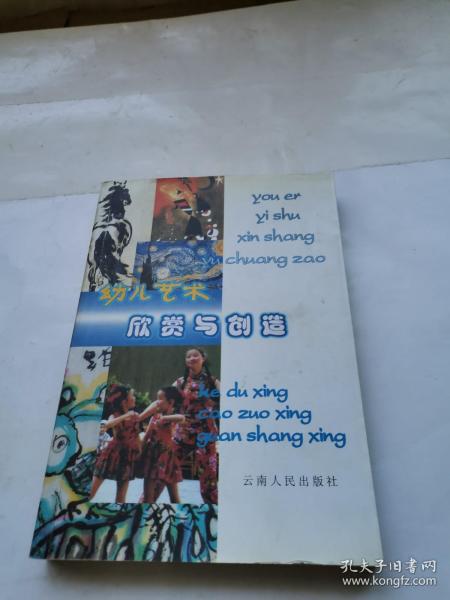 you er
yi shu
xin shang
yu chuang zao
幼儿艺术
欣赏与创造
ke du xing
cao zuo xing
guan shang xing
云南人民出版社
孔夫子旧书网
www.kongfz.com